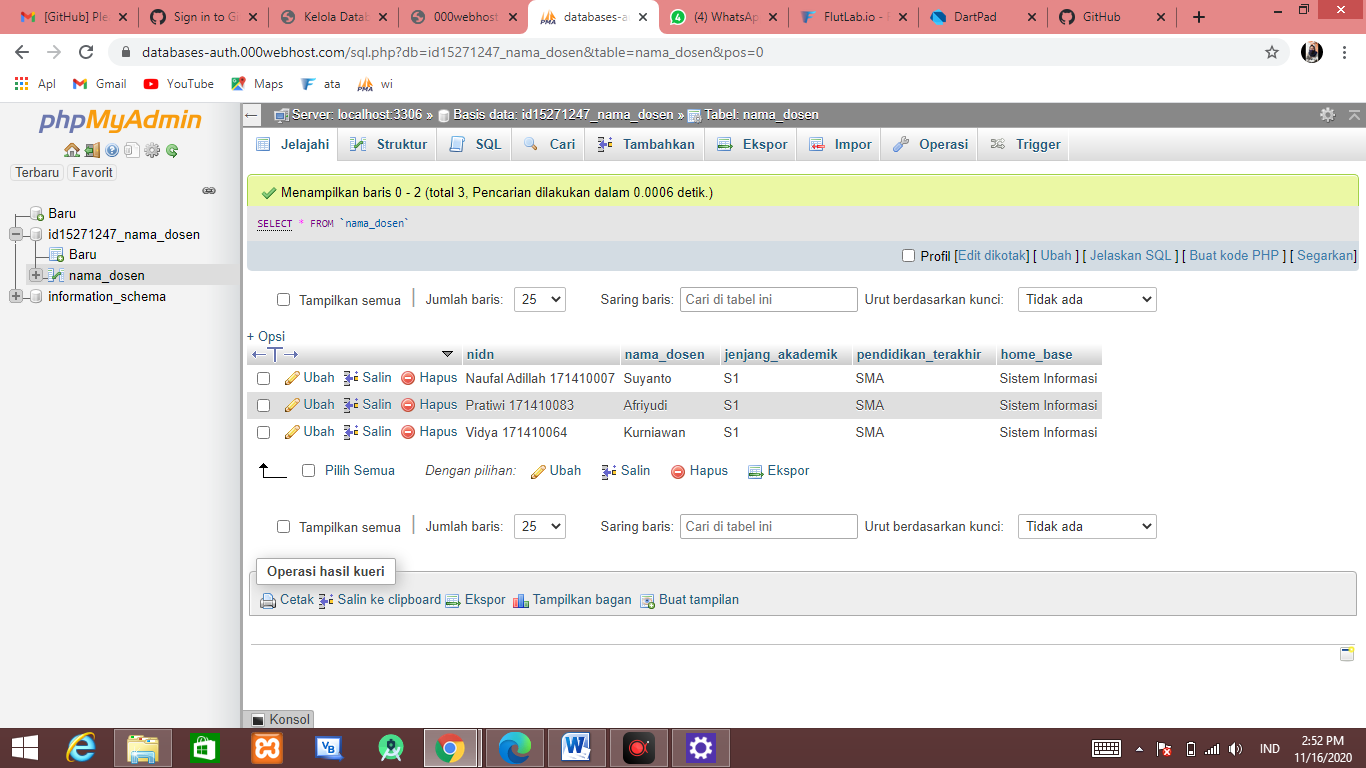 [GitHub] Ple
Sign in to Gi
Kelola Datab
000webhost
databases-a
(4) WhatsAp
FlutLab.io - F
DartPad
GitHub
databases-auth.000webhost.com/sql.php?db=id15271247_nama_dosen&table=nama_dosen&pos=0
Apl
Gmail
YouTube
Maps
ata
wi
phpMyAdmin
Terbaru
Favorit
Baru
id15271247_nama_dosen
Baru
nama_dosen
information_schema
Server: localhost:3306 » Basis data: id15271247_nama_dosen » Tabel: nama_dosen
Jelajahi Struktur SQL Cari Tambahkan Ekspor Impor Operasi Trigger
Menampilkan baris 0 - 2 (total 3, Pencarian dilakukan dalam 0.0006 detik.)
SELECT * FROM `nama_dosen`
Profil [Edit dikotak] [ Ubah ] [ Jelaskan SQL ] [ Buat kode PHP ] [ Segarkan]
Tampilkan semua | Jumlah baris: 25 Saring baris: Cari di tabel ini Urut berdasarkan kunci: Tidak ada
+ Opsi
←T→ nidn nama_dosen jenjang_akademik pendidikan_terakhir home_base
Ubah Salin Hapus Naufal Adillah 171410007 Suyanto S1 SMA Sistem Informasi
Ubah Salin Hapus Pratiwi 171410083 Afriyudi S1 SMA Sistem Informasi
Ubah Salin Hapus Vidya 171410064 Kurniawan S1 SMA Sistem Informasi
Pilih Semua Dengan pilihan: Ubah Salin Hapus Ekspor
Tampilkan semua | Jumlah baris: 25 Saring baris: Cari di tabel ini Urut berdasarkan kunci: Tidak ada
Operasi hasil kueri
Cetak Salin ke clipboard Ekspor Tampilkan bagan Buat tampilan
Konsol
IND
2:52 PM
11/16/2020